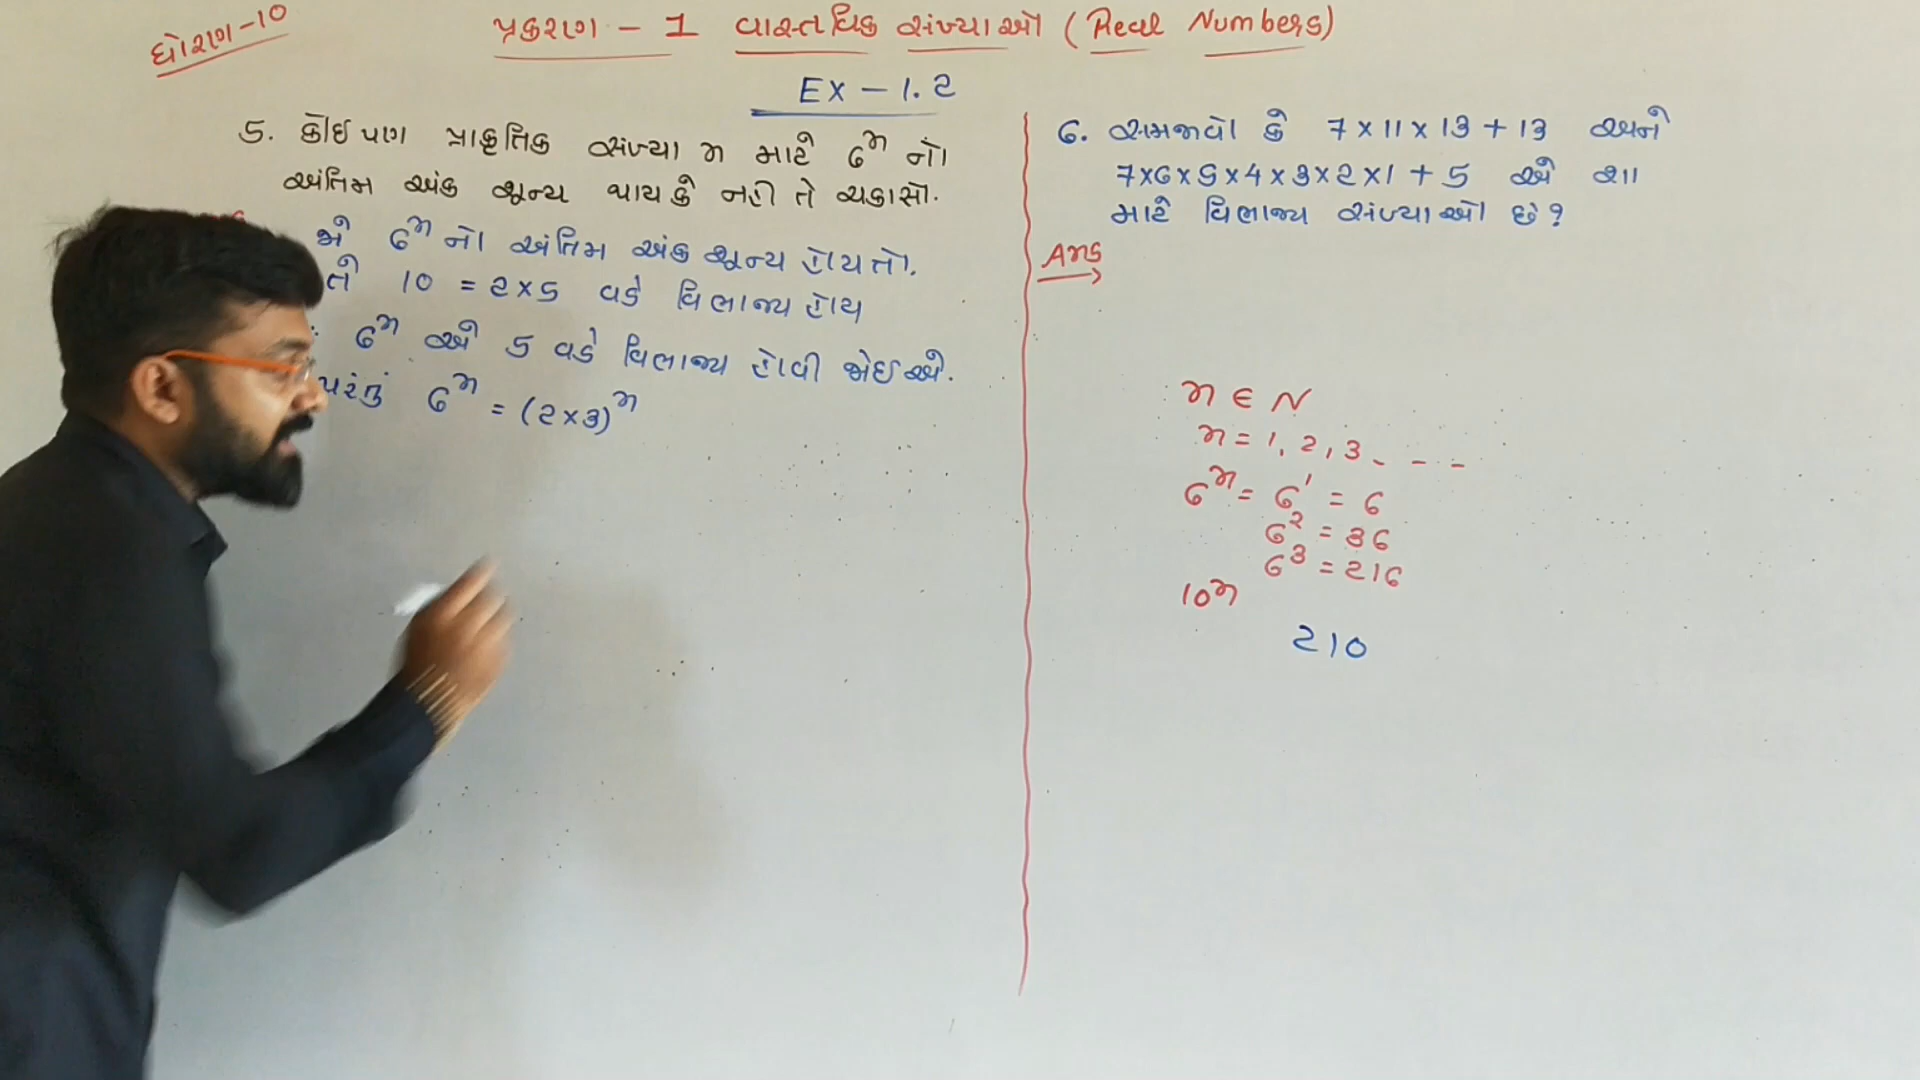 ધોરણ-10
પ્રકરણ - 1 વાસ્તવિક સંખ્યાઓ (Real Numbers)
EX - 1.2
5. કોઈપણ પ્રાકૃતિક સંખ્યા n માટે 6ⁿ નો
અંતિમ અંક શૂન્ય થાય કે નહી તે ચકાસો.
જો 6ⁿ નો અંતિમ અંક શૂન્ય હોય તો.
તે 10 = 2×5 વડે વિભાજ્ય હોય
6ⁿ એ 5 વડે વિભાજ્ય હોવી જોઈએ.
પરંતું 6ⁿ = (2×3)ⁿ
6. સમજાવો કે 7×11×13+13 અને
7×6×5×4×3×2×1+5 એ શા
માટે વિભાજ્ય સંખ્યાઓ છે?
Ans
n ∈ N
n = 1, 2, 3 - - -
6ⁿ = 6¹ = 6
6² = 36
6³ = 216
10ⁿ
210